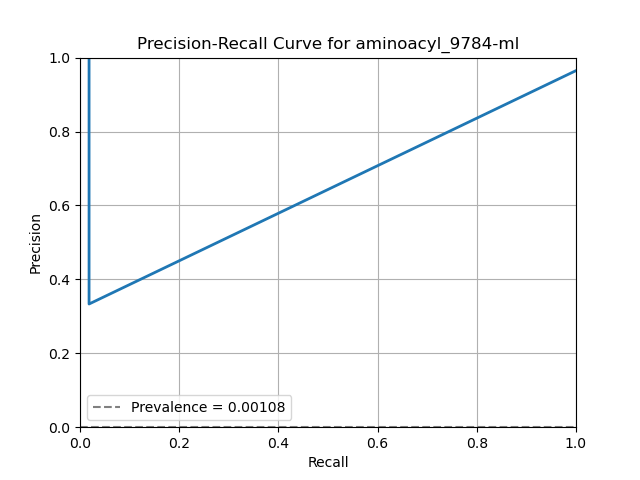 Precision-Recall Curve for aminoacyl_9784-ml
1.0
0.8
0.6
0.4
0.2
0.0
Precision
Prevalence = 0.00108
0.0 0.2 0.4 0.6 0.8 1.0
Recall